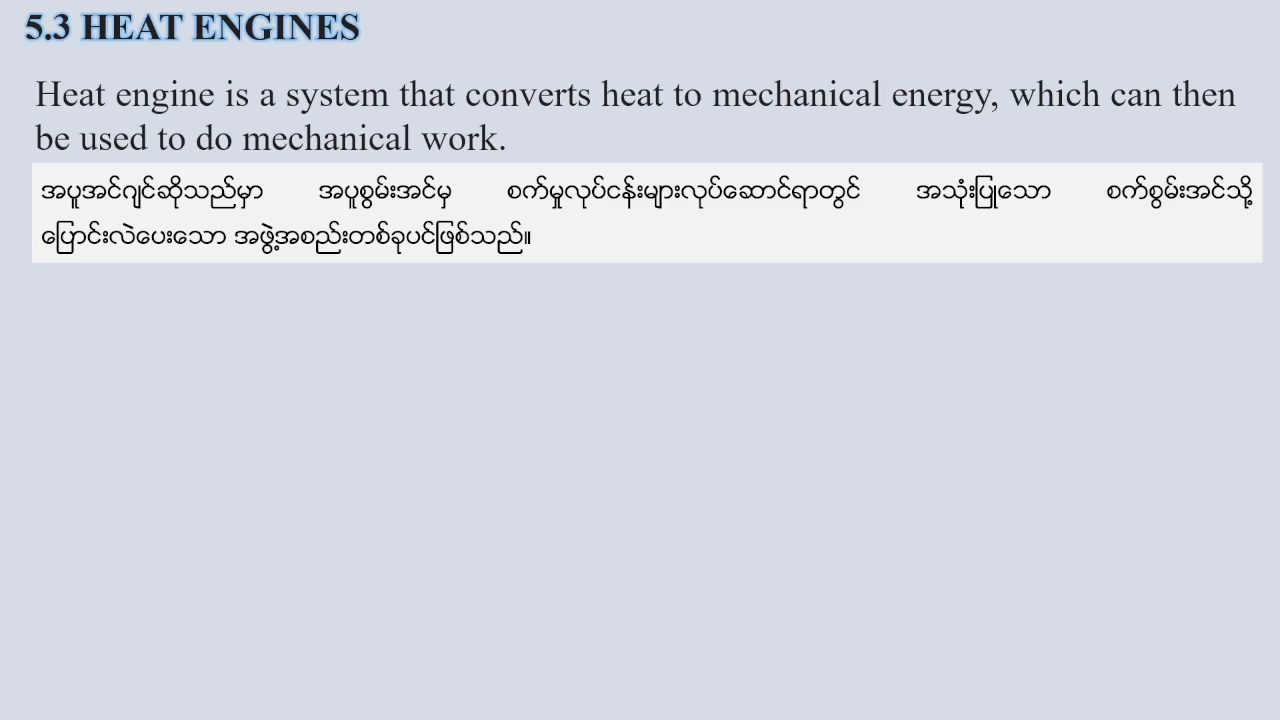 5.3 HEAT ENGINES
Heat engine is a system that converts heat to mechanical energy, which can then
be used to do mechanical work.
အပူအင်ဂျင်ဆိုသည်မှာ အပူစွမ်းအင်မှ စက်မှုလုပ်ငန်းများလုပ်ဆောင်ရာတွင် အသုံးပြုသော စက်စွမ်းအင်သို့
ပြောင်းလဲပေးသော အဖွဲ့အစည်းတစ်ခုပင်ဖြစ်သည်။